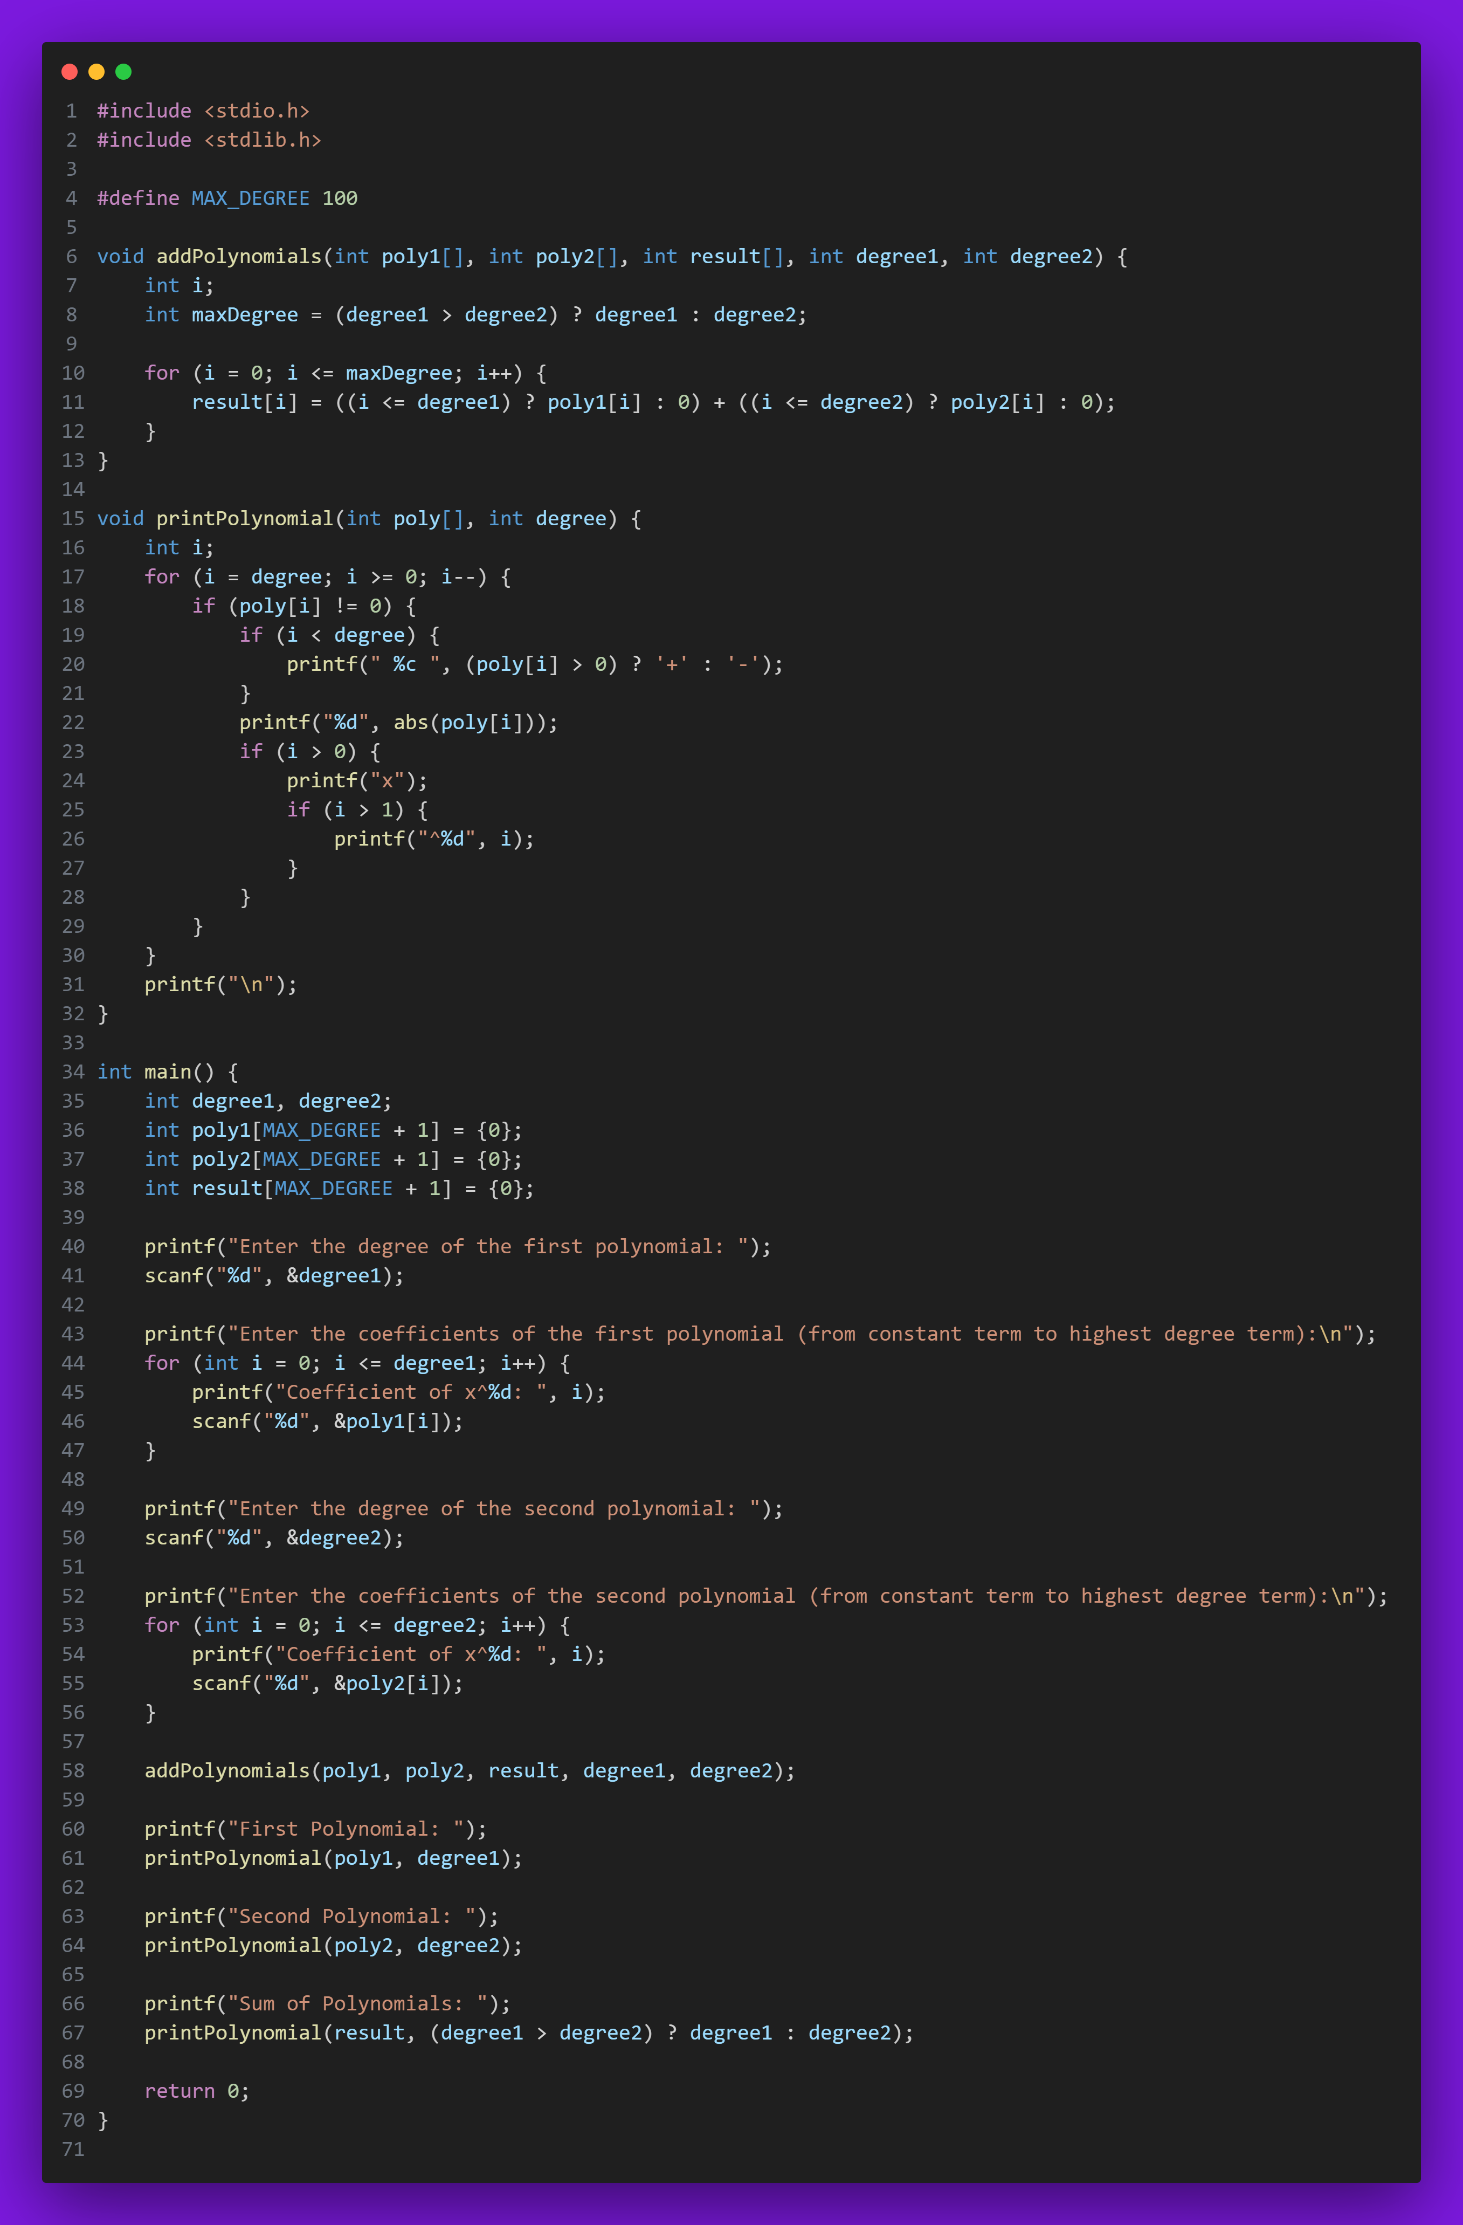 1 #include <stdio.h>
2 #include <stdlib.h>
3
4 #define MAX_DEGREE 100
5
6 void addPolynomials(int poly1[], int poly2[], int result[], int degree1, int degree2) {
7     int i;
8     int maxDegree = (degree1 > degree2) ? degree1 : degree2;
9
10     for (i = 0; i <= maxDegree; i++) {
11         result[i] = ((i <= degree1) ? poly1[i] : 0) + ((i <= degree2) ? poly2[i] : 0);
12     }
13 }
14
15 void printPolynomial(int poly[], int degree) {
16     int i;
17     for (i = degree; i >= 0; i--) {
18         if (poly[i] != 0) {
19             if (i < degree) {
20                 printf(" %c ", (poly[i] > 0) ? '+' : '-');
21             }
22             printf("%d", abs(poly[i]));
23             if (i > 0) {
24                 printf("x");
25                 if (i > 1) {
26                     printf("^%d", i);
27                 }
28             }
29         }
30     }
31     printf("\n");
32 }
33
34 int main() {
35     int degree1, degree2;
36     int poly1[MAX_DEGREE + 1] = {0};
37     int poly2[MAX_DEGREE + 1] = {0};
38     int result[MAX_DEGREE + 1] = {0};
39
40     printf("Enter the degree of the first polynomial: ");
41     scanf("%d", &degree1);
42
43     printf("Enter the coefficients of the first polynomial (from constant term to highest degree term):\n");
44     for (int i = 0; i <= degree1; i++) {
45         printf("Coefficient of x^%d: ", i);
46         scanf("%d", &poly1[i]);
47     }
48
49     printf("Enter the degree of the second polynomial: ");
50     scanf("%d", &degree2);
51
52     printf("Enter the coefficients of the second polynomial (from constant term to highest degree term):\n");
53     for (int i = 0; i <= degree2; i++) {
54         printf("Coefficient of x^%d: ", i);
55         scanf("%d", &poly2[i]);
56     }
57
58     addPolynomials(poly1, poly2, result, degree1, degree2);
59
60     printf("First Polynomial: ");
61     printPolynomial(poly1, degree1);
62
63     printf("Second Polynomial: ");
64     printPolynomial(poly2, degree2);
65
66     printf("Sum of Polynomials: ");
67     printPolynomial(result, (degree1 > degree2) ? degree1 : degree2);
68
69     return 0;
70 }
71